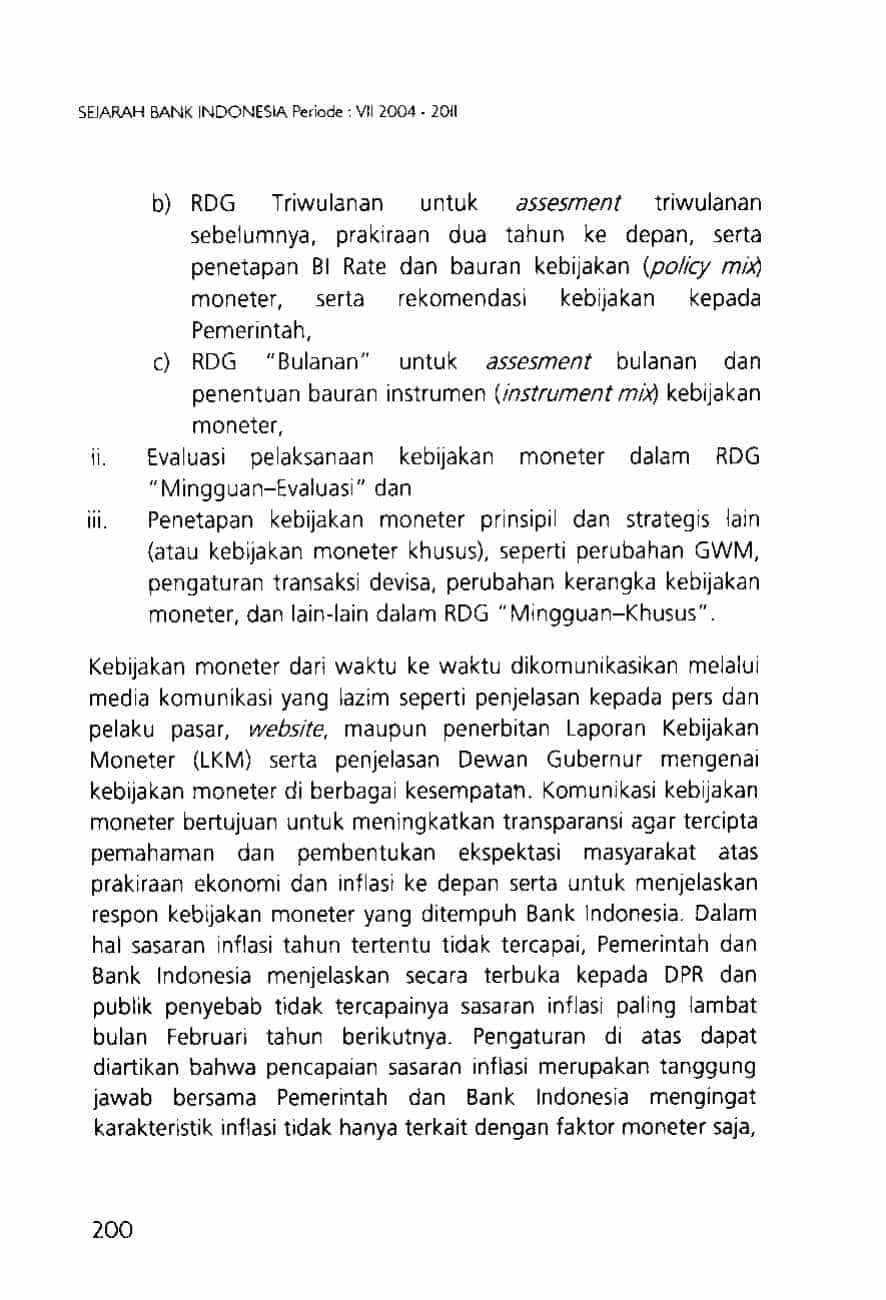 SEJARAH BANK INDONESIA Periode : VII 2004 - 2011
b) RDG Triwulanan untuk assesment triwulanan
sebelumnya, prakiraan dua tahun ke depan, serta
penetapan BI Rate dan bauran kebijakan (policy mix)
moneter, serta rekomendasi kebijakan kepada
Pemerintah,
c) RDG "Bulanan" untuk assesment bulanan dan
penentuan bauran instrumen (instrument mix) kebijakan
moneter,
ii. Evaluasi pelaksanaan kebijakan moneter dalam RDG
"Mingguan–Evaluasi" dan
iii. Penetapan kebijakan moneter prinsipil dan strategis lain
(atau kebijakan moneter khusus), seperti perubahan GWM,
pengaturan transaksi devisa, perubahan kerangka kebijakan
moneter, dan lain-lain dalam RDG "Mingguan–Khusus".
Kebijakan moneter dari waktu ke waktu dikomunikasikan melalui
media komunikasi yang lazim seperti penjelasan kepada pers dan
pelaku pasar, website, maupun penerbitan Laporan Kebijakan
Moneter (LKM) serta penjelasan Dewan Gubernur mengenai
kebijakan moneter di berbagai kesempatan. Komunikasi kebijakan
moneter bertujuan untuk meningkatkan transparansi agar tercipta
pemahaman dan pembentukan ekspektasi masyarakat atas
prakiraan ekonomi dan inflasi ke depan serta untuk menjelaskan
respon kebijakan moneter yang ditempuh Bank Indonesia. Dalam
hal sasaran inflasi tahun tertentu tidak tercapai, Pemerintah dan
Bank Indonesia menjelaskan secara terbuka kepada DPR dan
publik penyebab tidak tercapainya sasaran inflasi paling lambat
bulan Februari tahun berikutnya. Pengaturan di atas dapat
diartikan bahwa pencapaian sasaran inflasi merupakan tanggung
jawab bersama Pemerintah dan Bank Indonesia mengingat
karakteristik inflasi tidak hanya terkait dengan faktor moneter saja,
200